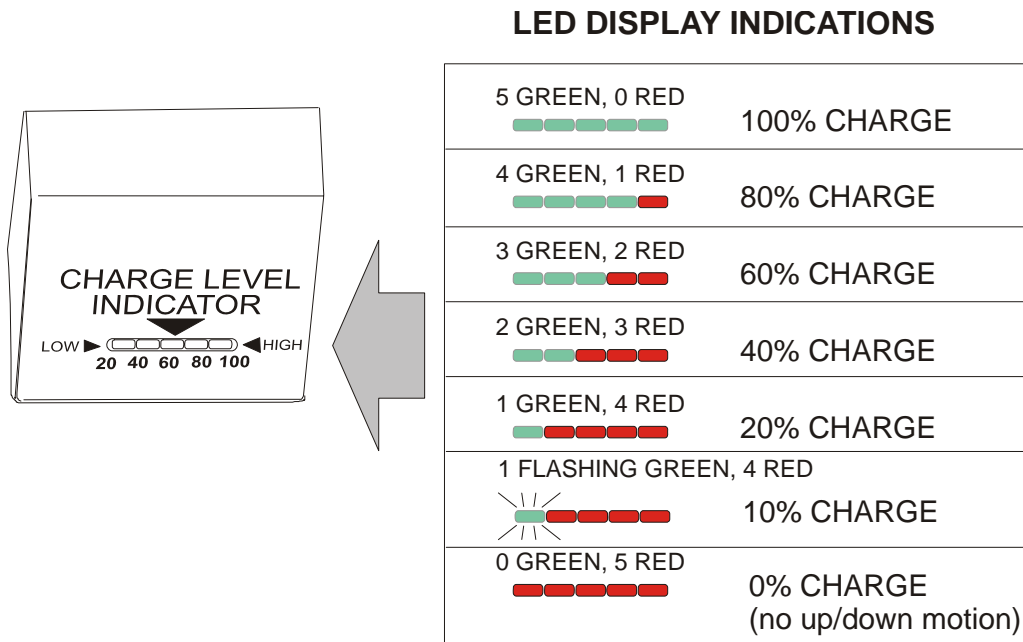 LED DISPLAY INDICATIONS
CHARGE LEVEL
INDICATOR
LOW HIGH
20 40 60 80 100
5 GREEN, 0 RED
100% CHARGE
4 GREEN, 1 RED
80% CHARGE
3 GREEN, 2 RED
60% CHARGE
2 GREEN, 3 RED
40% CHARGE
1 GREEN, 4 RED
20% CHARGE
1 FLASHING GREEN, 4 RED
10% CHARGE
0 GREEN, 5 RED
0% CHARGE
(no up/down motion)